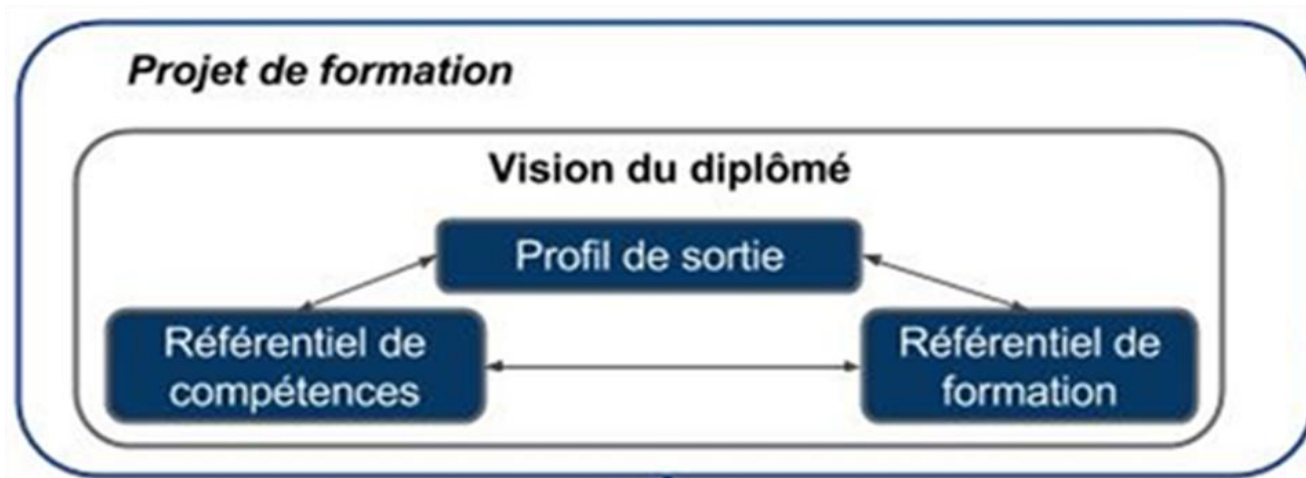 Projet de formation
Vision du diplômé
Profil de sortie
Référentiel de
compétences
Référentiel de
formation